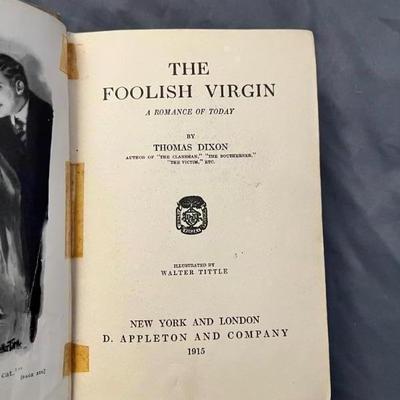 THE
FOOLISH VIRGIN
A ROMANCE OF TODAY
BY
THOMAS DIXON
AUTHOR OF "THE CLANSMAN," "THE SOUTHERNER,"
"THE VICTIM," ETC.
ILLUSTRATED BY
WALTER TITTLE
NEW YORK AND LONDON
D. APPLETON AND COMPANY
1915